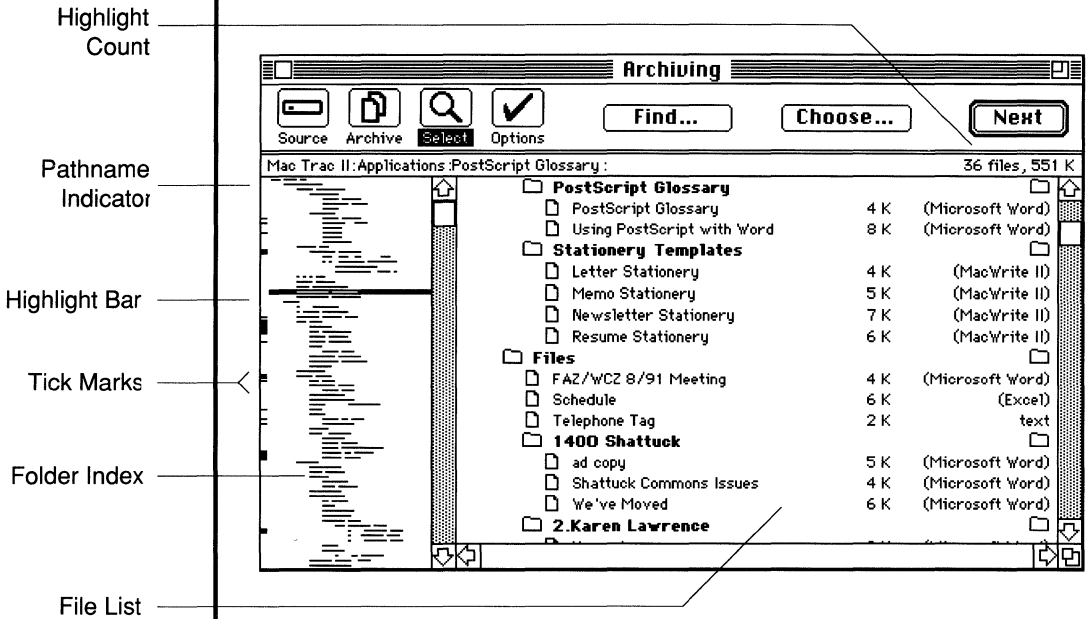 Highlight
Count
Archiving
Source Archive Select Options
Find... Choose... Next
Mac Trac II:Applications:PostScript Glossary: 36 files, 551 K
Pathname
Indicator
Highlight Bar
Tick Marks
Folder Index
File List
PostScript Glossary
PostScript Glossary 4 K (Microsoft Word)
Using PostScript with Word 8 K (Microsoft Word)
Stationery Templates
Letter Stationery 4 K (MacWrite II)
Memo Stationery 5 K (MacWrite II)
Newsletter Stationery 7 K (MacWrite II)
Resume Stationery 6 K (MacWrite II)
Files
FAZ/WCZ 8/91 Meeting 4 K (Microsoft Word)
Schedule 6 K (Excel)
Telephone Tag 2 K text
1400 Shattuck
ad copy 5 K (Microsoft Word)
Shattuck Commons Issues 4 K (Microsoft Word)
We've Moved 6 K (Microsoft Word)
2.Karen Lawrence